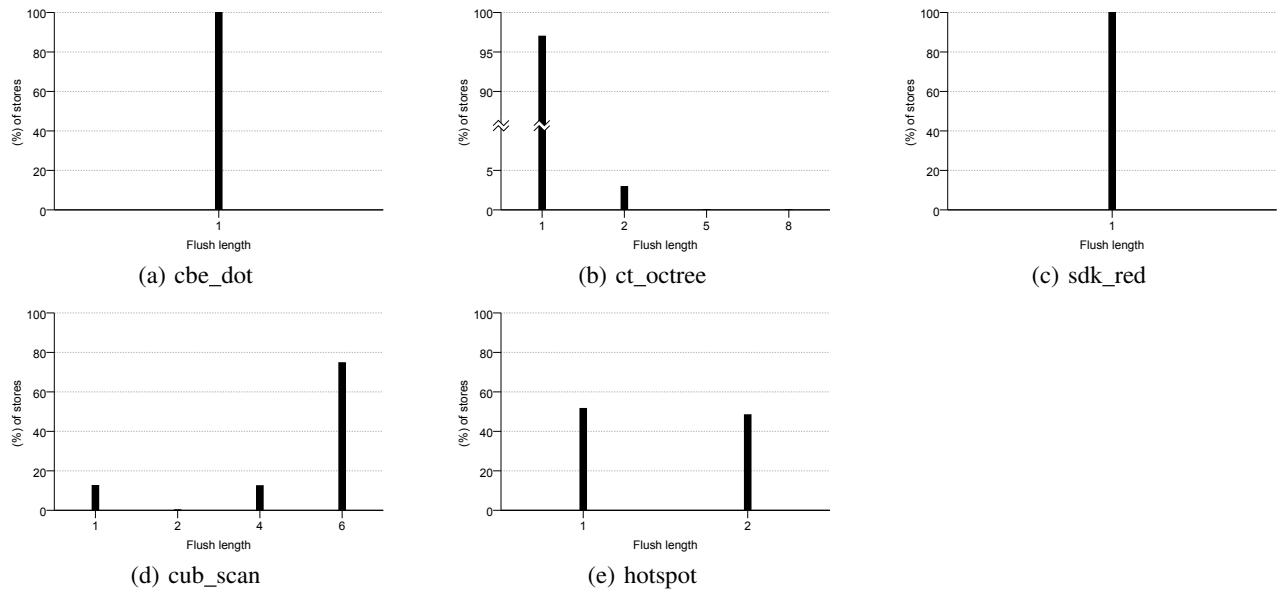 100
80
60
40
20
0
(%) of stores
1
Flush length
(a) cbe_dot
100
95
90
5
0
(%) of stores
1 2 5 8
Flush length
(b) ct_octree
100
80
60
40
20
0
(%) of stores
1
Flush length
(c) sdk_red
100
80
60
40
20
0
(%) of stores
1 2 4 6
Flush length
(d) cub_scan
100
80
60
40
20
0
(%) of stores
1 2
Flush length
(e) hotspot